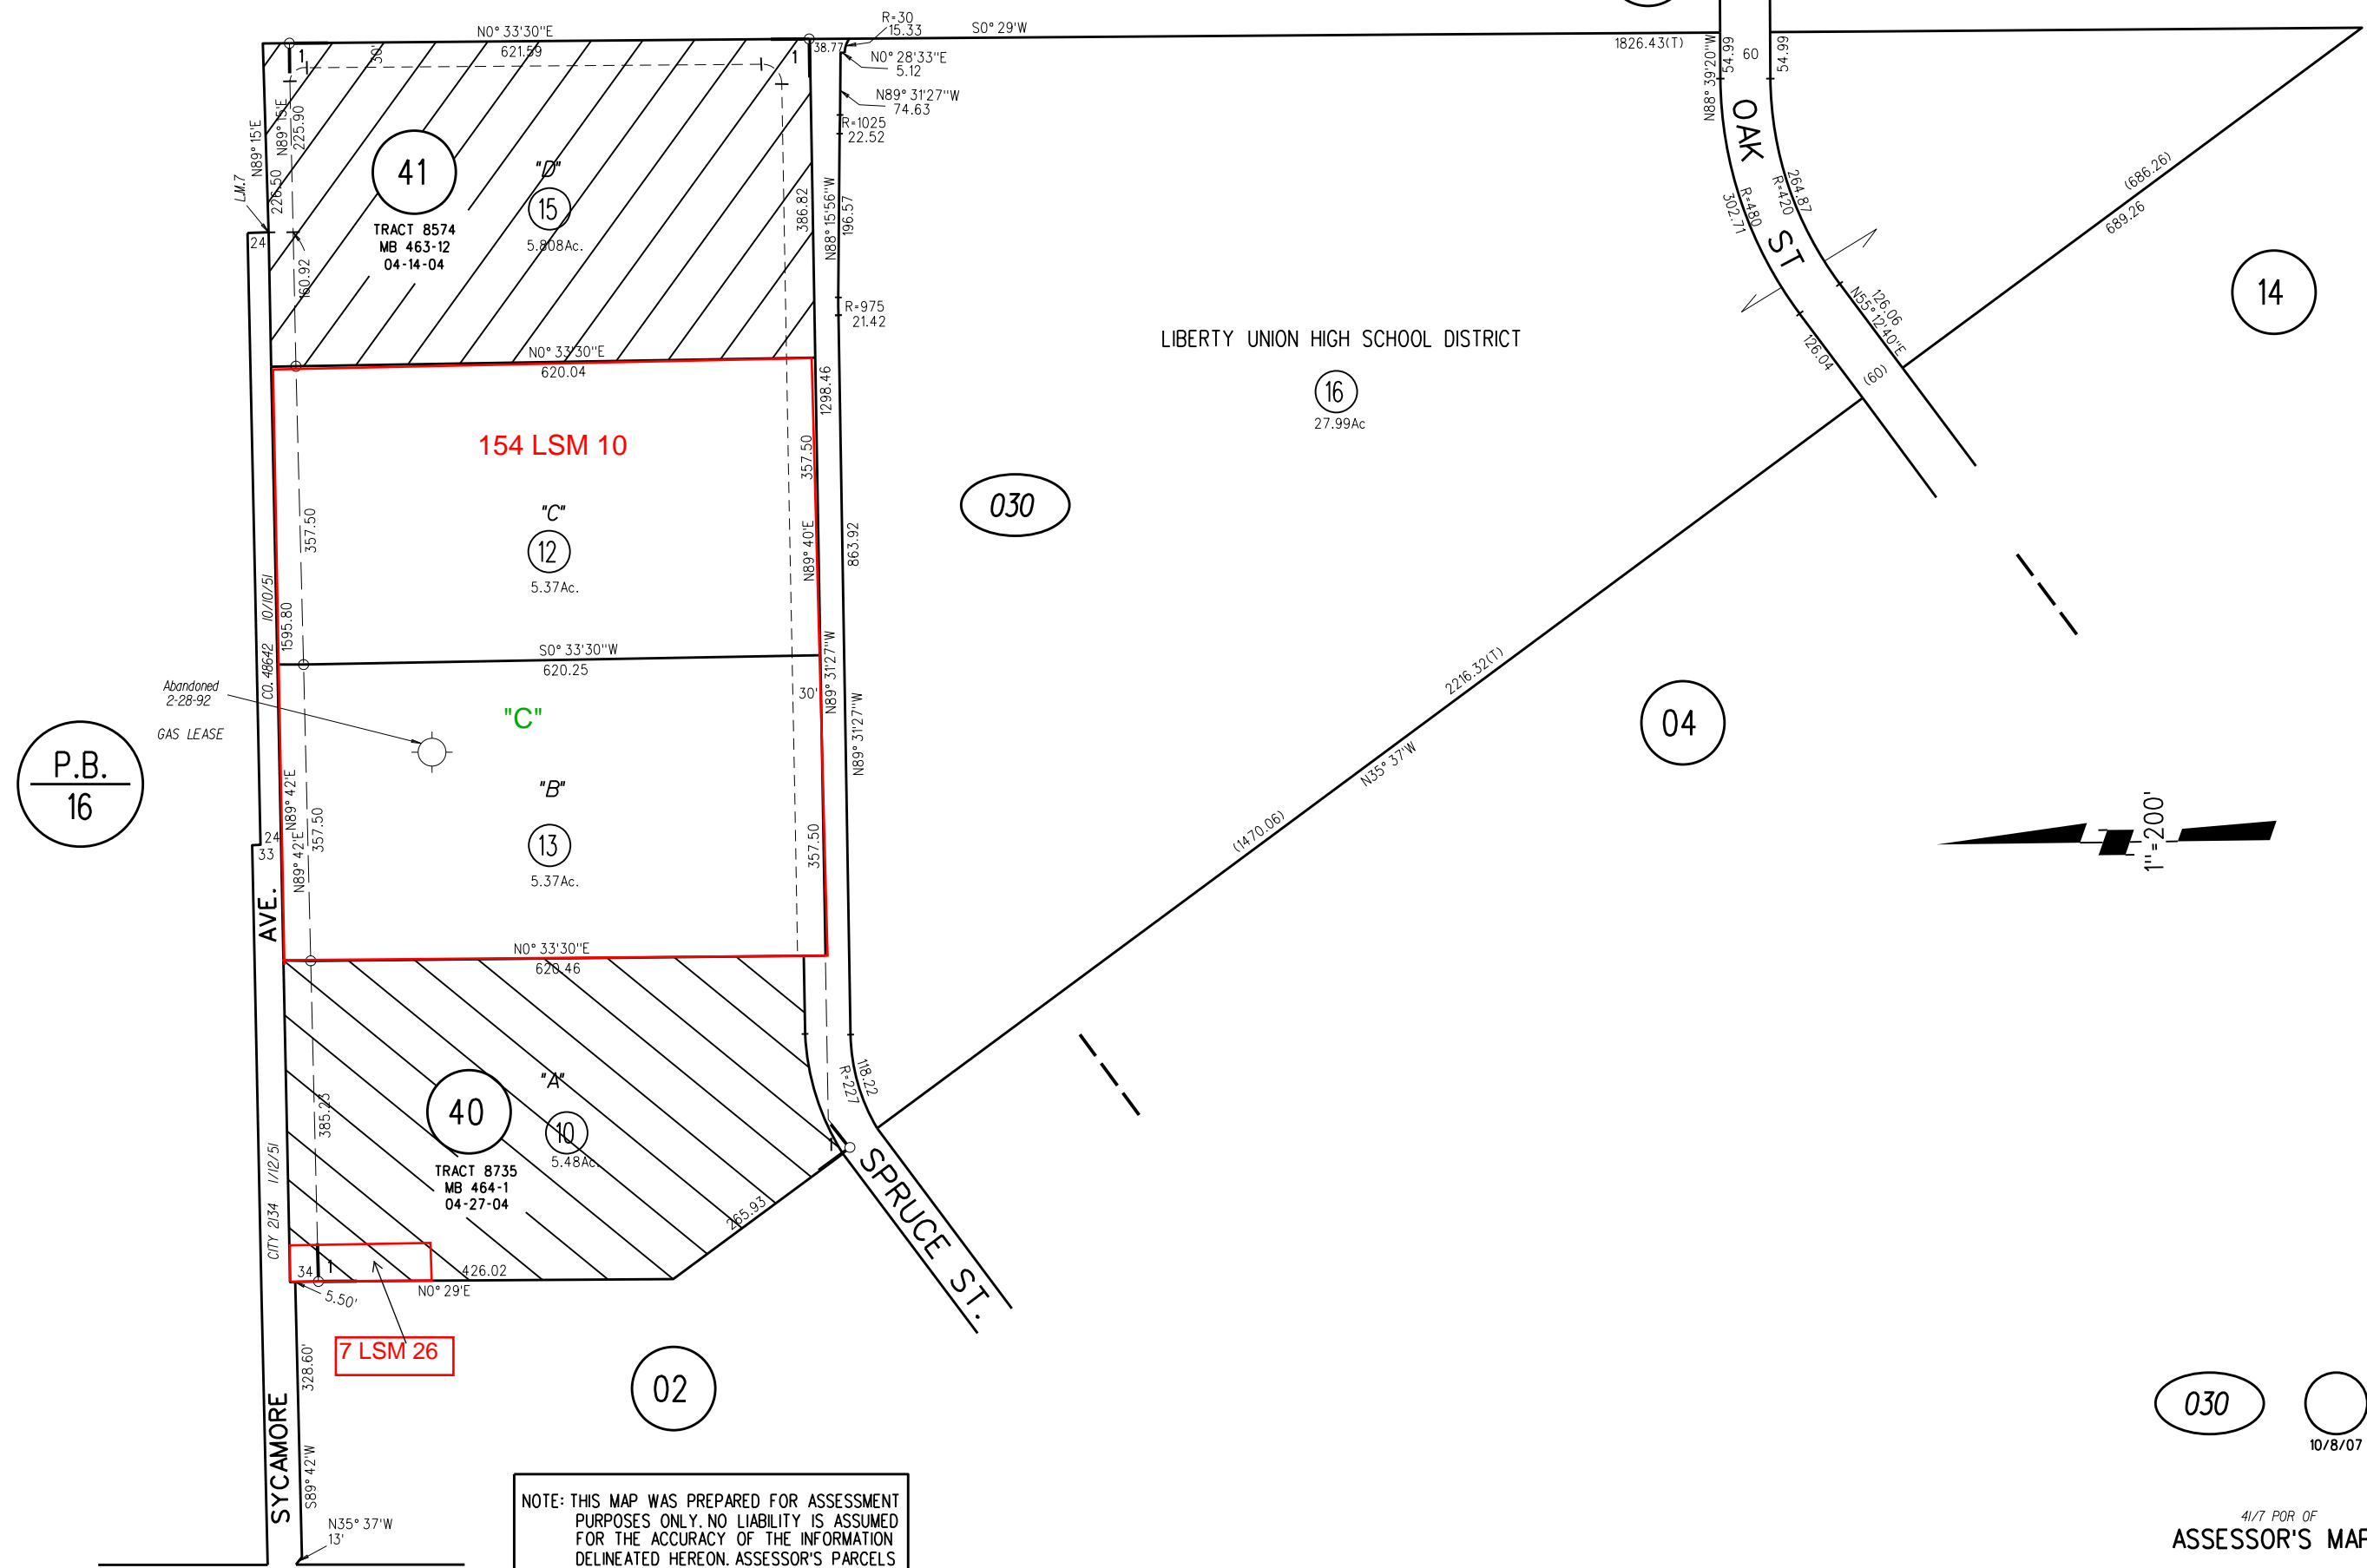 N0° 33'30"E
621.59
30'
1
1
38.77
R=30
15.33
S0° 29'W
N0° 28'33"E
5.12
N89° 31'27"W
74.63
R=1025
22.52
1826.43(T)
N88° 39'20"W
54.99
60
54.99
OAK ST
R=480
302.71
R=420
264.87
126.06
N55° 12'40"E
126.04
(60)
(686.26)
689.26
14
N89° 15'E
N89° 15'E
225.90
226.50
L.M.7
24
160.92
41
TRACT 8574
MB 463-12
04-14-04
"D"
15
5.808Ac.
386.82
N88° 15'56"W
196.57
R=975
21.42
LIBERTY UNION HIGH SCHOOL DISTRICT
16
27.99Ac
N0° 33'30"E
620.04
1298.46
154 LSM 10
357.50
357.50
"C"
12
5.37Ac.
N89° 40'E
863.92
030
CO. 48642 10/10/51
1595.80
S0° 33'30"W
620.25
30'
N89° 31'27"W
N89° 31'27"W
Abandoned
2-28-92
GAS LEASE
"C"
P.B.
16
"B"
13
5.37Ac.
N89° 42'E
N89° 42'E
357.50
357.50
24
33
2216.32(T)
N35° 37'W
(1470.06)
04
1"=200'
AVE.
N0° 33'30"E
620.46
385.23
40
"A"
10
5.48Ac.
TRACT 8735
MB 464-1
04-27-04
R=227
118.22
1
265.93
SPRUCE ST.
CITY 2134 1/12/51
34
1
426.02
N0° 29'E
5.50'
7 LSM 26
328.60'
02
SYCAMORE
S89° 42'W
N35° 37'W
13'
030
10/8/07
NOTE: THIS MAP WAS PREPARED FOR ASSESSMENT
PURPOSES ONLY. NO LIABILITY IS ASSUMED
FOR THE ACCURACY OF THE INFORMATION
DELINEATED HEREON. ASSESSOR'S PARCELS
41/7 POR OF
ASSESSOR'S MAP